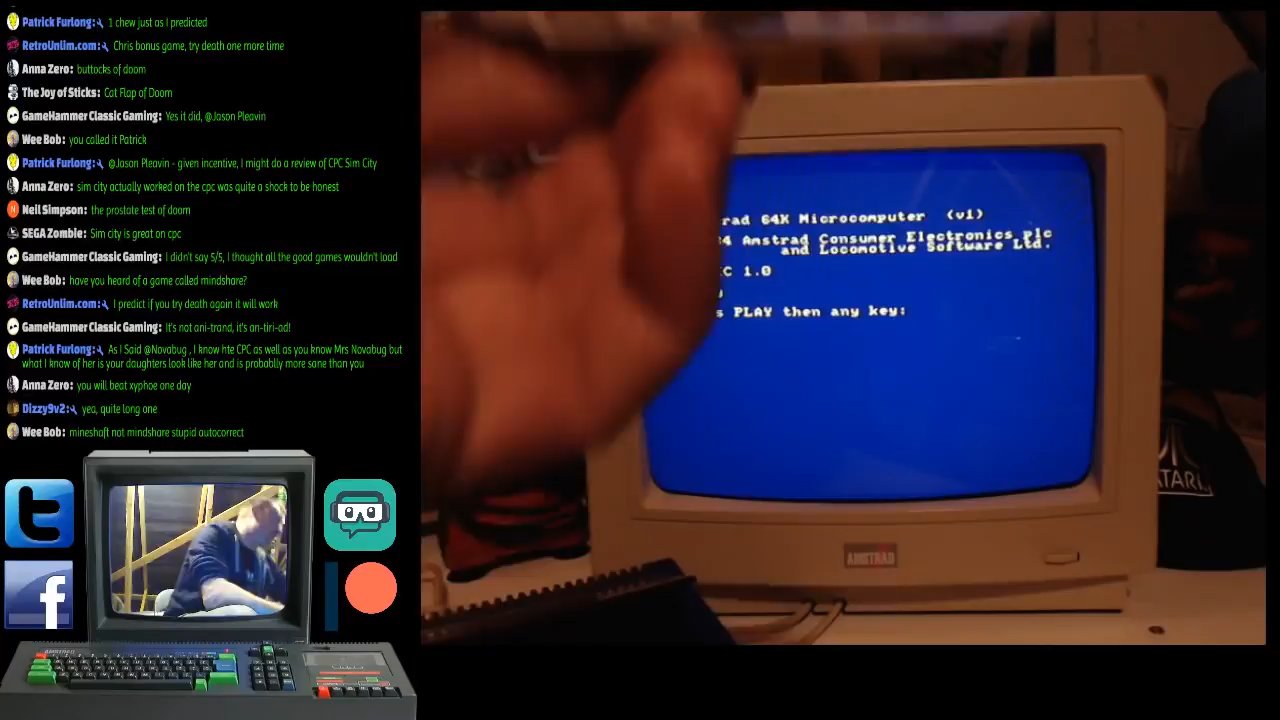 Patrick Furlong: 1 chew just as I predicted
RetroUnlim.com: Chris bonus game, try death one more time
Anna Zero: buttocks of doom
The Joy of Sticks: Cat Flap of Doom
GameHammer Classic Gaming: Yes it did, @Jason Pleavin
Wee Bob: you called it Patrick
Patrick Furlong: @Jason Pleavin - given incentive, I might do a review of CPC Sim City
Anna Zero: sim city actually worked on the cpc was quite a shock to be honest
Neil Simpson: the prostate test of doom
SEGA Zombie: Sim city is great on cpc
GameHammer Classic Gaming: I didn't say 5/5, I thought all the good games wouldn't load
Wee Bob: have you heard of a game called mindshare?
RetroUnlim.com: I predict if you try death again it will work
GameHammer Classic Gaming: It's not ani-trand, it's an-tiri-ad!
Patrick Furlong: As I Said @Novabug , I know hte CPC as well as you know Mrs Novabug but
what I know of her is your daughters look like her and is probablly more sane than you
Anna Zero: you will beat xyphoe one day
Dizzy9v2: yea, quite long one
Wee Bob: mineshaft not mindshare stupid autocorrect
rad 64K Microcomputer (v1)
4 Amstrad Consumer Electronics plc
and Locomotive Software Ltd.
C 1.0
s PLAY then any key:
AMSTRAD
ATARI